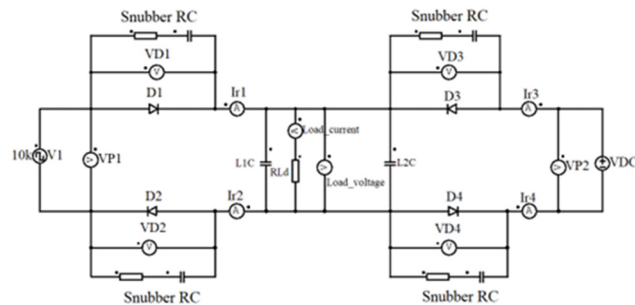 Snubber RC
Snubber RC
VD1
VD3
D1
Ir1
D3
Ir3
Load_current
V1
VP1
L1C
RLd
Load_voltage
L2C
VP2
VDC
D2
Ir2
D4
Ir4
VD2
VD4
Snubber RC
Snubber RC